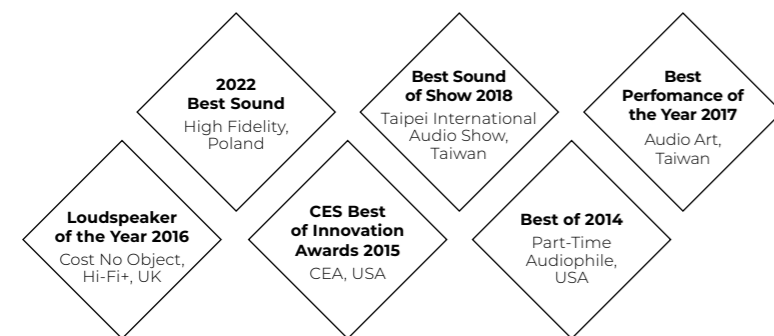 2022
Best Sound
High Fidelity,
Poland
Best Sound
of Show 2018
Taipei International
Audio Show,
Taiwan
Best
Perfomance of
the Year 2017
Audio Art,
Taiwan
Loudspeaker
of the Year 2016
Cost No Object,
Hi-Fi+, UK
CES Best
of Innovation
Awards 2015
CEA, USA
Best of 2014
Part-Time
Audiophile,
USA